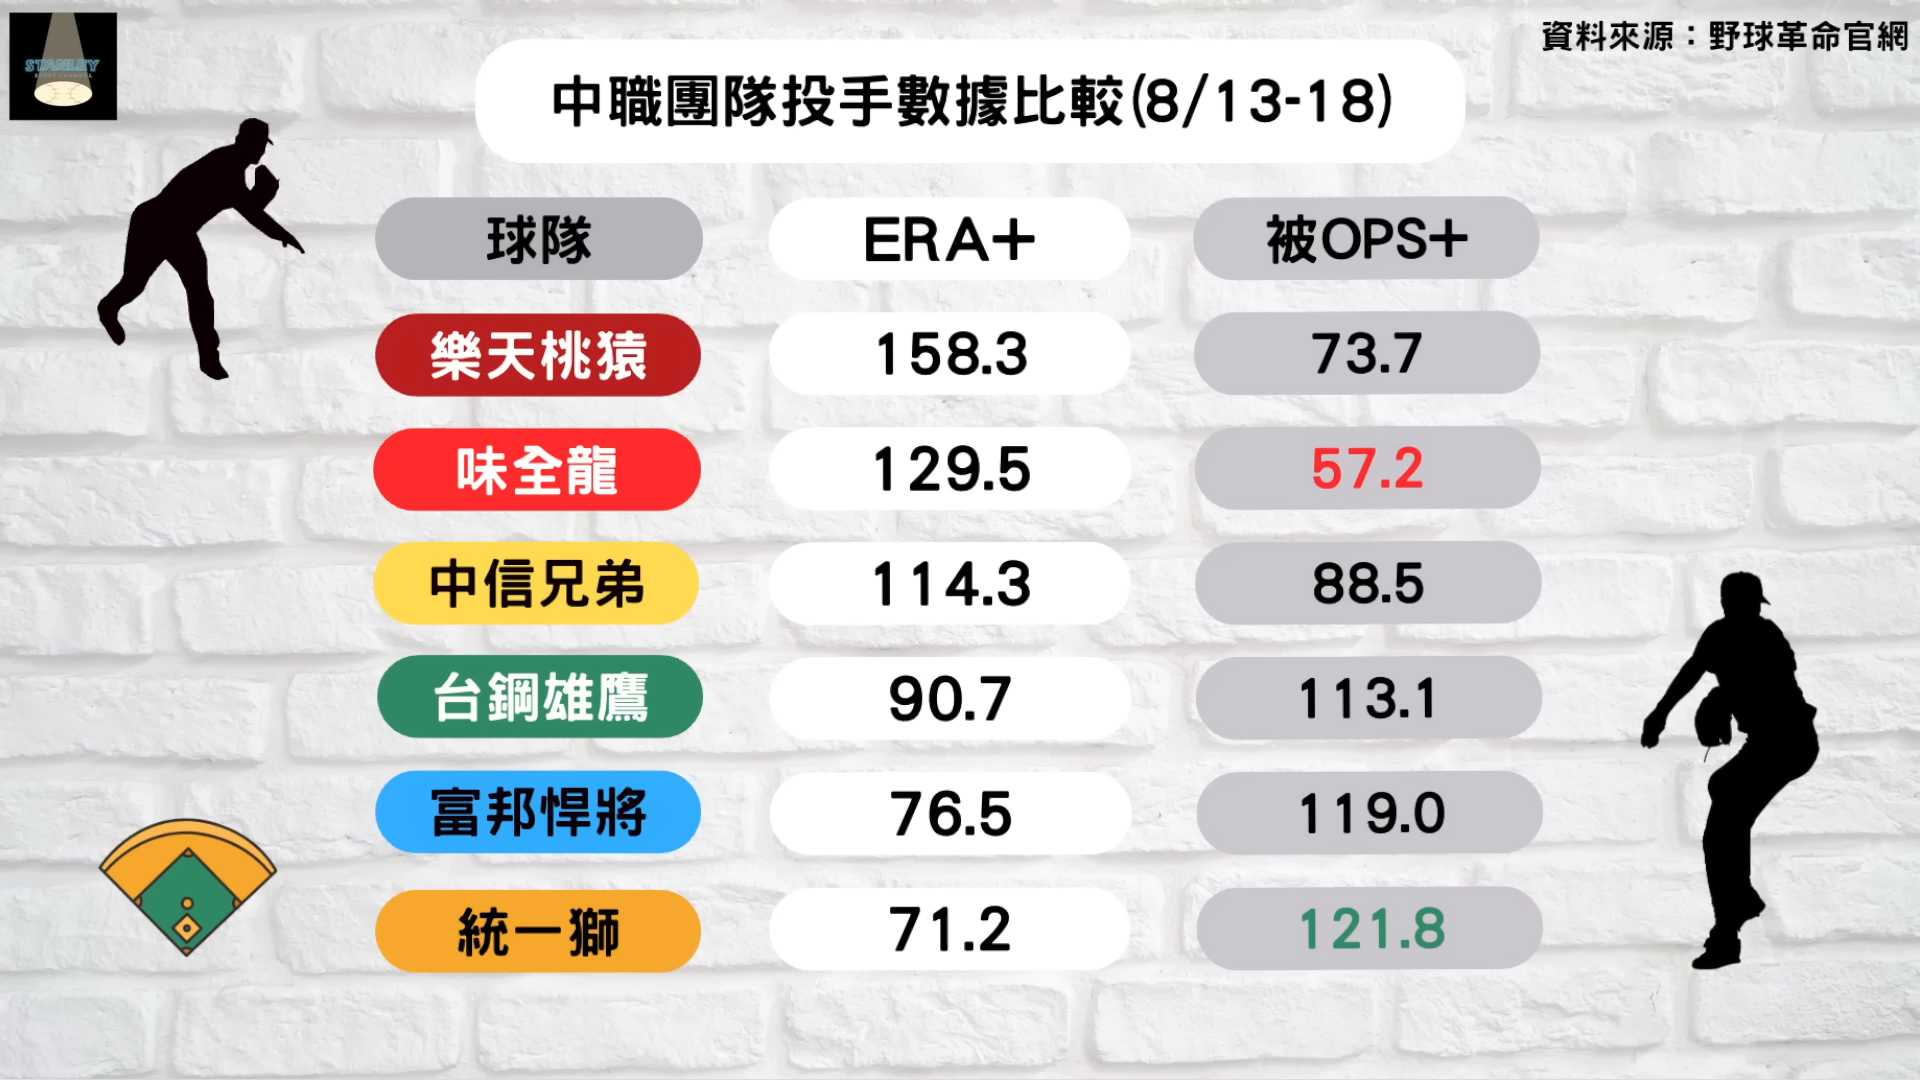 STANLEY
資料來源：野球革命官網
中職團隊投手數據比較(8/13-18)
球隊 ERA+ 被OPS+
樂天桃猿 158.3 73.7
味全龍 129.5 57.2
中信兄弟 114.3 88.5
台鋼雄鷹 90.7 113.1
富邦悍將 76.5 119.0
統一獅 71.2 121.8